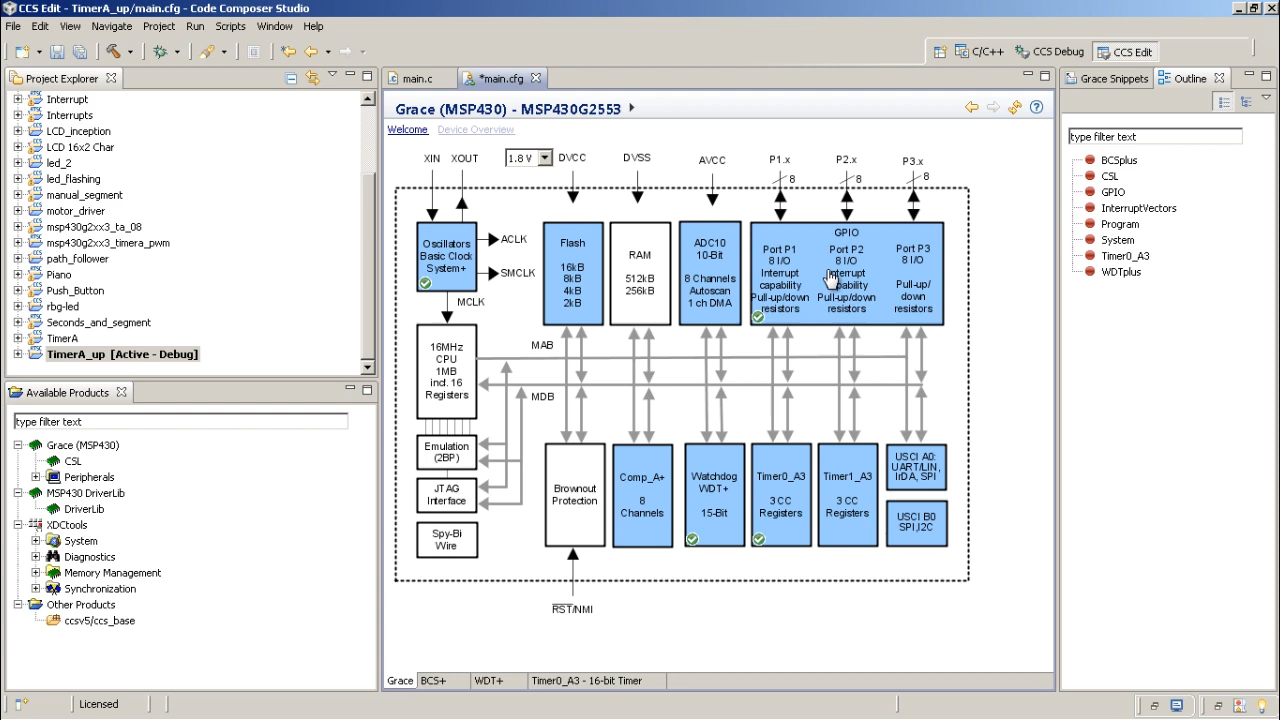 CCS Edit - TimerA_up/main.cfg - Code Composer Studio
File Edit View Navigate Project Run Scripts Window Help
C/C++ CCS Debug CCS Edit
Project Explorer
Interrupt
Interrupts
LCD_inception
LCD 16x2 Char
led_2
led_flashing
manual_segment
motor_driver
msp430g2xx3_ta_08
msp430g2xx3_timera_pwm
path_follower
Piano
Push_Button
rbg-led
Seconds_and_segment
TimerA
TimerA_up [Active - Debug]
Available Products
type filter text
Grace (MSP430)
CSL
Peripherals
MSP430 DriverLib
DriverLib
XDCtools
System
Diagnostics
Memory Management
Synchronization
Other Products
ccsv5/ccs_base
main.c *main.cfg
Grace (MSP430) - MSP430G2553
Welcome Device Overview
XIN XOUT 1.8 V DVCC DVSS AVCC P1.x P2.x P3.x
8 8 8
Oscillators
Basic Clock
System+
ACLK
SMCLK
MCLK
Flash
16kB
8kB
4kB
2kB
RAM
512kB
256kB
ADC10
10-Bit
8 Channels
Autoscan
1 ch DMA
GPIO
Port P1
8 I/O
Interrupt
capability
Pull-up/down
resistors
Port P2
8 I/O
Interrupt
capability
Pull-up/down
resistors
Port P3
8 I/O
Pull-up/
down
resistors
16MHz
CPU
1MB
incl. 16
Registers
MAB
MDB
Emulation
(2BP)
JTAG
Interface
Spy-Bi
Wire
Brownout
Protection
Comp_A+
8
Channels
Watchdog
WDT+
15-Bit
Timer0_A3
3 CC
Registers
Timer1_A3
3 CC
Registers
USCI A0:
UART/LIN,
IrDA, SPI
USCI B0
SPI,I2C
RST/NMI
Grace BCS+ WDT+ Timer0_A3 - 16-bit Timer
Grace Snippets Outline
type filter text
BCSplus
CSL
GPIO
InterruptVectors
Program
System
Timer0_A3
WDTplus
Licensed